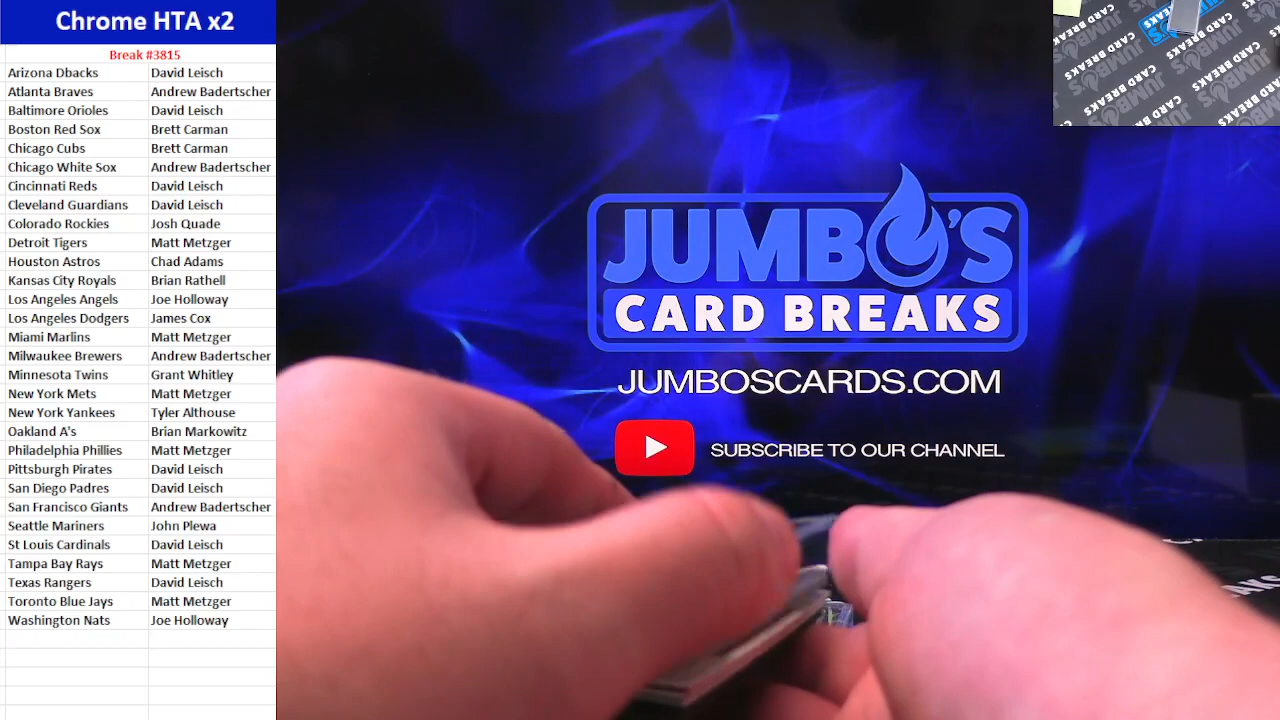 Chrome HTA x2
Break #3815
Arizona Dbacks David Leisch
Atlanta Braves Andrew Badertscher
Baltimore Orioles David Leisch
Boston Red Sox Brett Carman
Chicago Cubs Brett Carman
Chicago White Sox Andrew Badertscher
Cincinnati Reds David Leisch
Cleveland Guardians David Leisch
Colorado Rockies Josh Quade
Detroit Tigers Matt Metzger
Houston Astros Chad Adams
Kansas City Royals Brian Rathell
Los Angeles Angels Joe Holloway
Los Angeles Dodgers James Cox
Miami Marlins Matt Metzger
Milwaukee Brewers Andrew Badertscher
Minnesota Twins Grant Whitley
New York Mets Matt Metzger
New York Yankees Tyler Althouse
Oakland A's Brian Markowitz
Philadelphia Phillies Matt Metzger
Pittsburgh Pirates David Leisch
San Diego Padres David Leisch
San Francisco Giants Andrew Badertscher
Seattle Mariners John Plewa
St Louis Cardinals David Leisch
Tampa Bay Rays Matt Metzger
Texas Rangers David Leisch
Toronto Blue Jays Matt Metzger
Washington Nats Joe Holloway
JUMBO'S
CARD BREAKS
JUMBOSCARDS.COM
SUBSCRIBE TO OUR CHANNEL
CARD BREAKS
JUMBO'S
CARD BREAKS